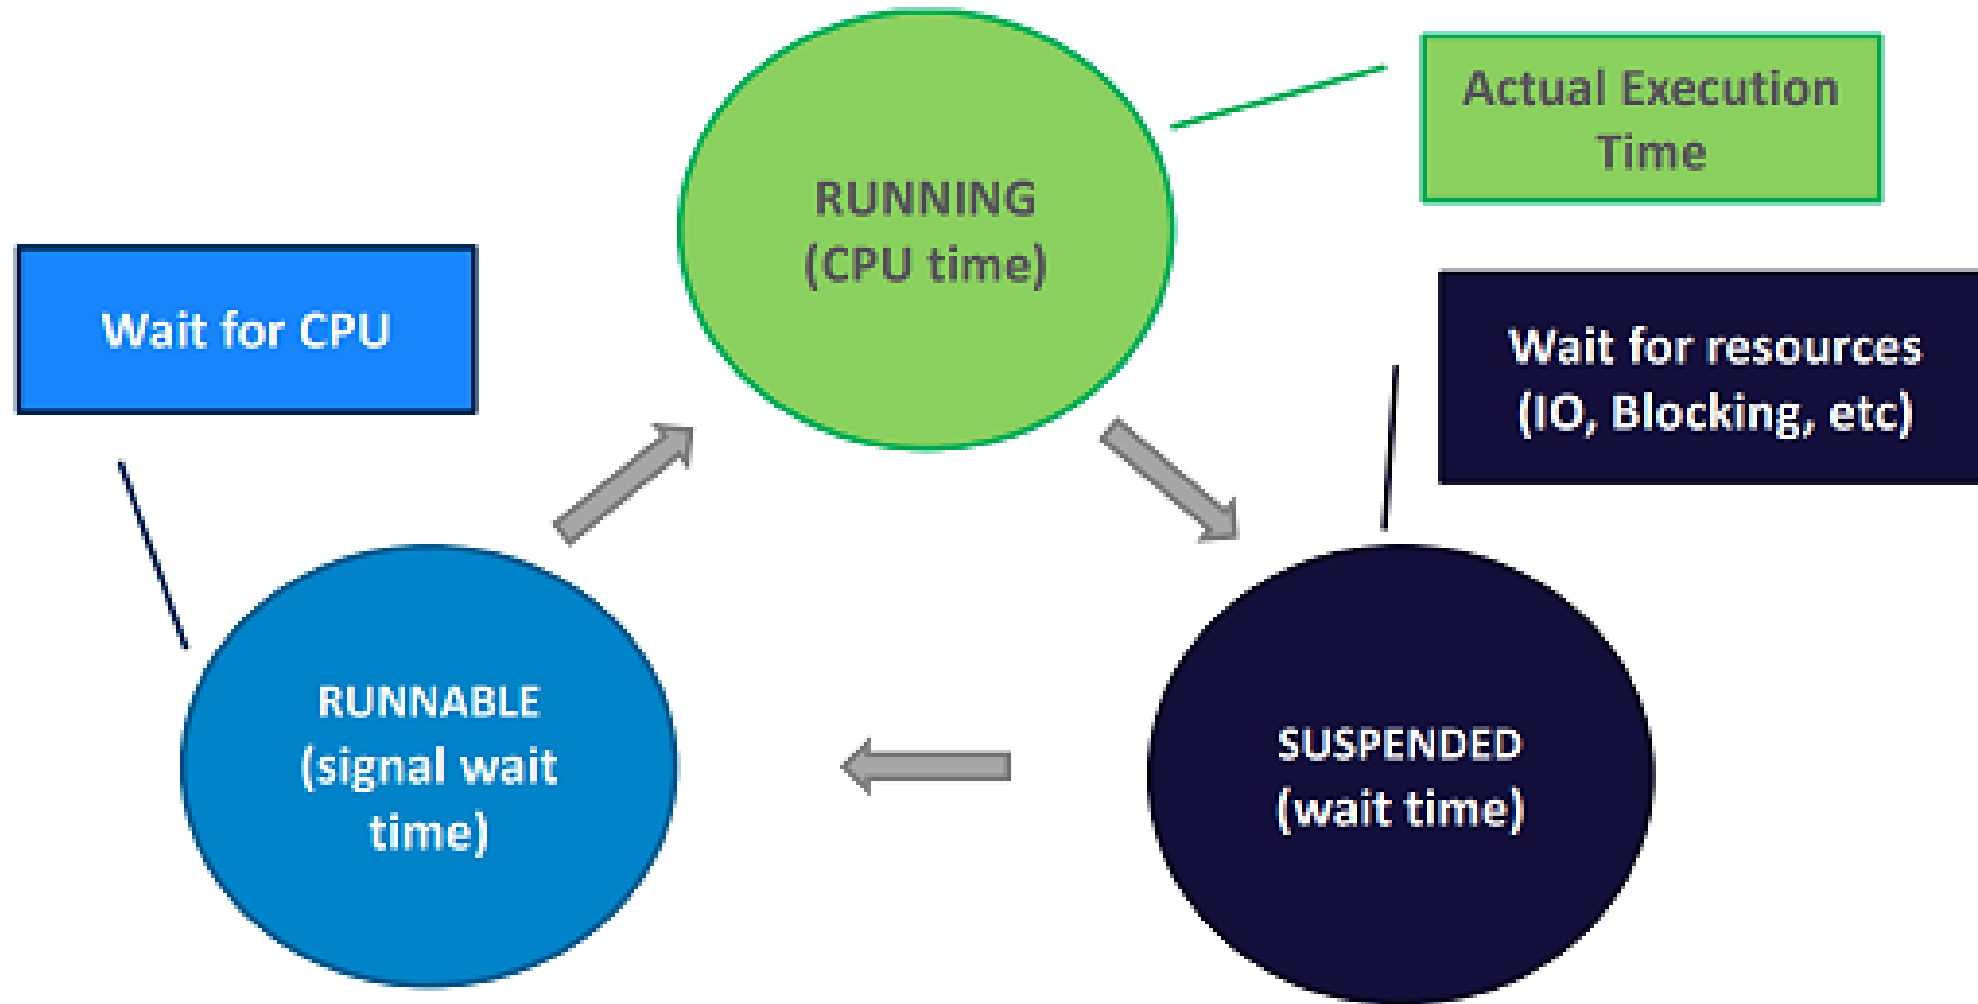 RUNNING
(CPU time)
Actual Execution
Time
Wait for CPU
Wait for resources
(IO, Blocking, etc)
RUNNABLE
(signal wait
time)
SUSPENDED
(wait time)